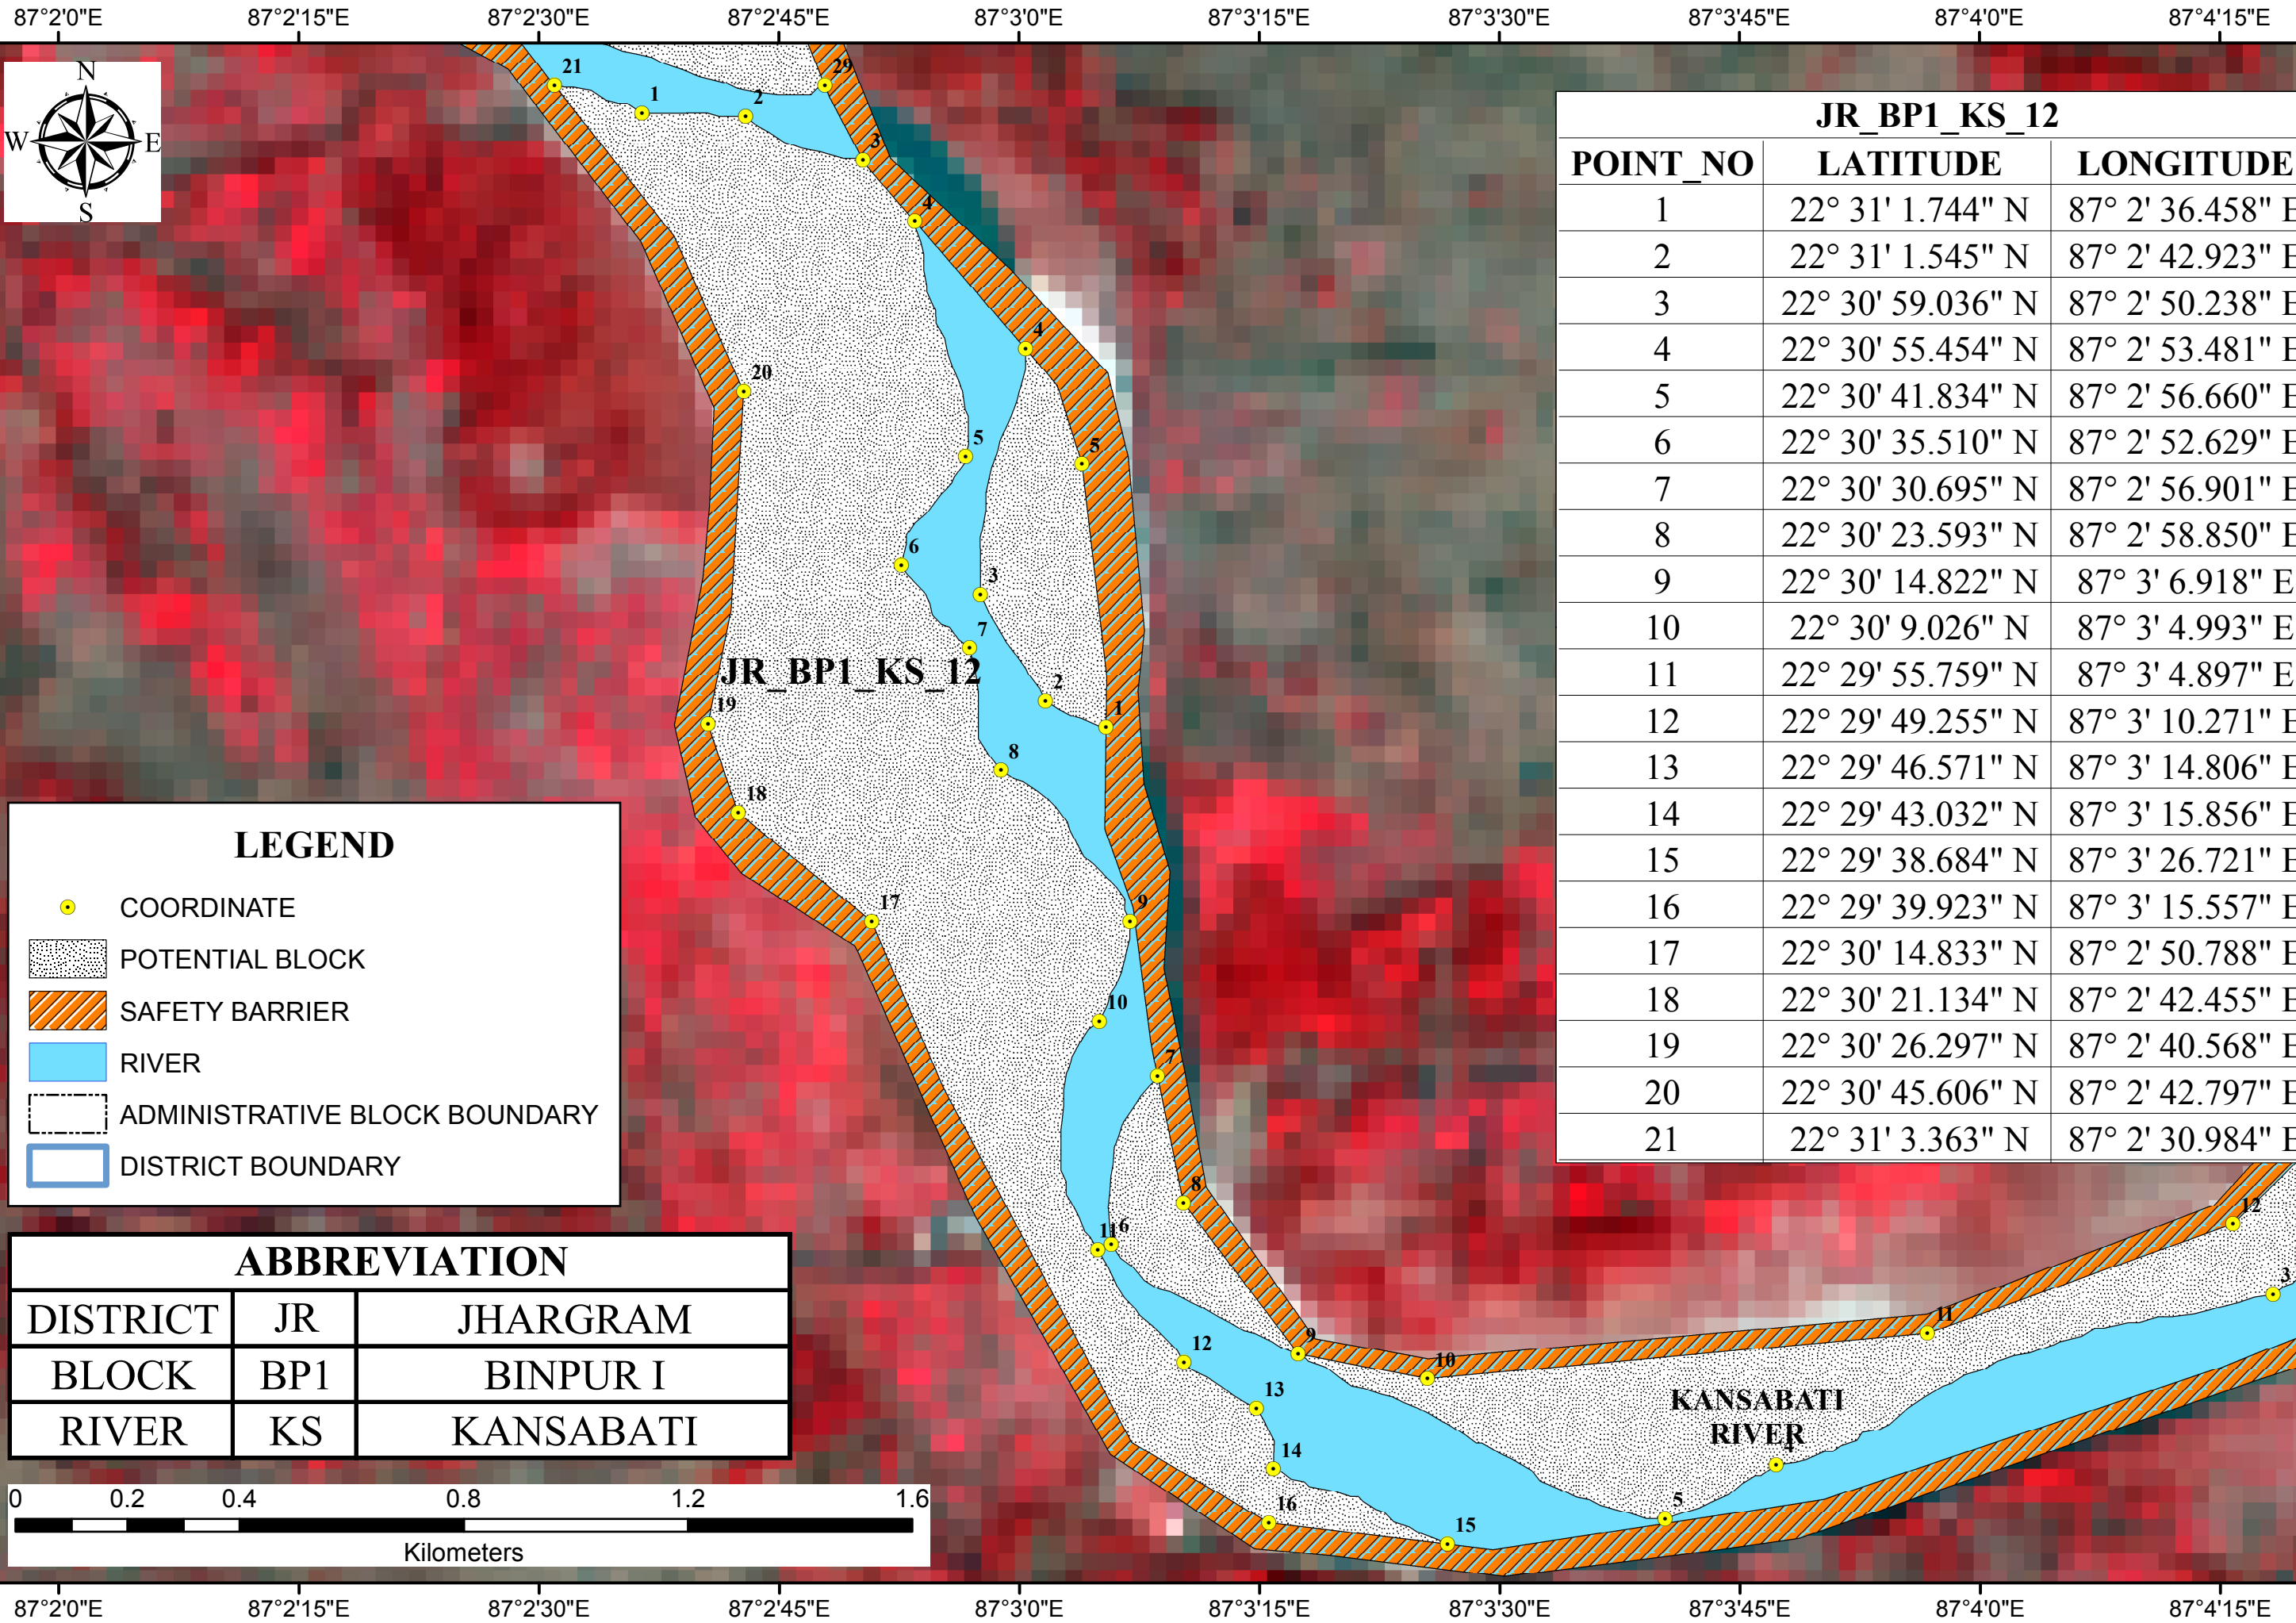 87°2'0"E 87°2'15"E 87°2'30"E 87°2'45"E 87°3'0"E 87°3'15"E 87°3'30"E 87°3'45"E 87°4'0"E 87°4'15"E
N
W E
S
21
1
2
29
3
4
4
20
5
5
6
3
7
JR_BP1_KS_12
2
19
1
8
18
17
9
10
7
8
11
6
12
3
11
9
12
10
13
KANSABATI
RIVER
14
4
16
5
15
JR_BP1_KS_12
POINT_NO LATITUDE LONGITUDE
1 22° 31' 1.744" N 87° 2' 36.458" E
2 22° 31' 1.545" N 87° 2' 42.923" E
3 22° 30' 59.036" N 87° 2' 50.238" E
4 22° 30' 55.454" N 87° 2' 53.481" E
5 22° 30' 41.834" N 87° 2' 56.660" E
6 22° 30' 35.510" N 87° 2' 52.629" E
7 22° 30' 30.695" N 87° 2' 56.901" E
8 22° 30' 23.593" N 87° 2' 58.850" E
9 22° 30' 14.822" N 87° 3' 6.918" E
10 22° 30' 9.026" N 87° 3' 4.993" E
11 22° 29' 55.759" N 87° 3' 4.897" E
12 22° 29' 49.255" N 87° 3' 10.271" E
13 22° 29' 46.571" N 87° 3' 14.806" E
14 22° 29' 43.032" N 87° 3' 15.856" E
15 22° 29' 38.684" N 87° 3' 26.721" E
16 22° 29' 39.923" N 87° 3' 15.557" E
17 22° 30' 14.833" N 87° 2' 50.788" E
18 22° 30' 21.134" N 87° 2' 42.455" E
19 22° 30' 26.297" N 87° 2' 40.568" E
20 22° 30' 45.606" N 87° 2' 42.797" E
21 22° 31' 3.363" N 87° 2' 30.984" E
LEGEND
COORDINATE
POTENTIAL BLOCK
SAFETY BARRIER
RIVER
ADMINISTRATIVE BLOCK BOUNDARY
DISTRICT BOUNDARY
ABBREVIATION
DISTRICT JR JHARGRAM
BLOCK BP1 BINPUR I
RIVER KS KANSABATI
0 0.2 0.4 0.8 1.2 1.6
Kilometers
87°2'0"E 87°2'15"E 87°2'30"E 87°2'45"E 87°3'0"E 87°3'15"E 87°3'30"E 87°3'45"E 87°4'0"E 87°4'15"E